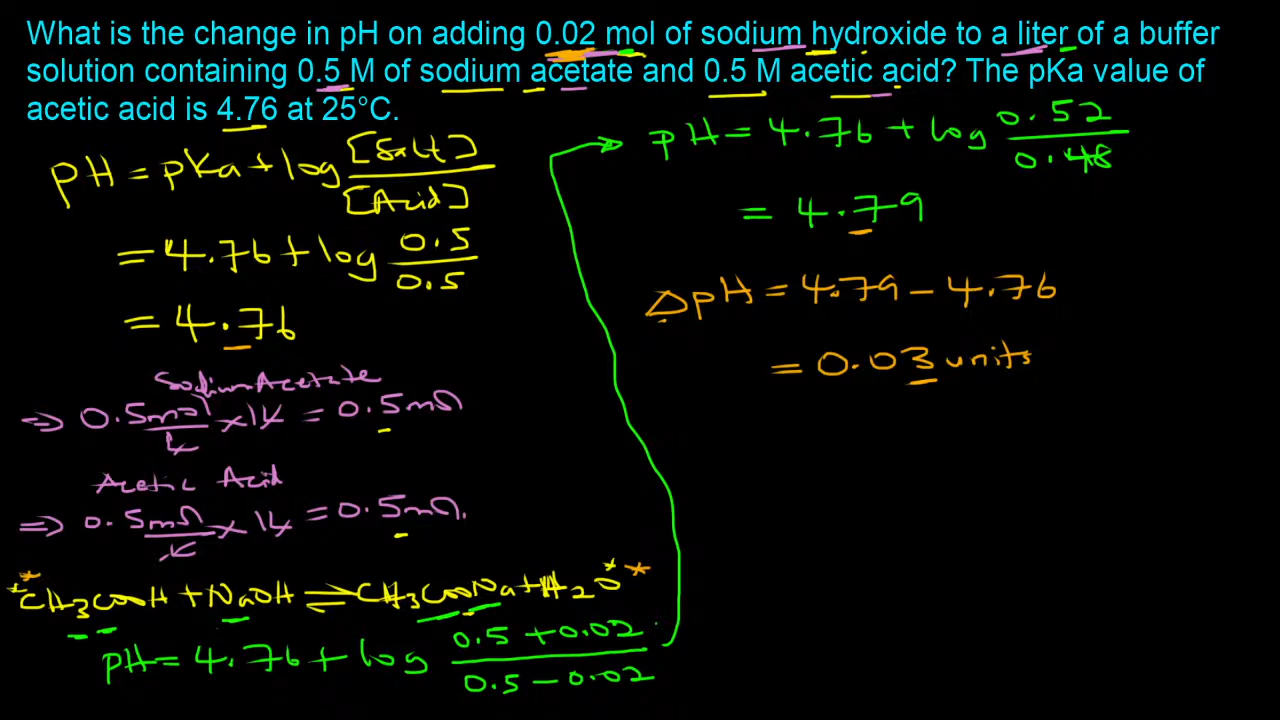 What is the change in pH on adding 0.02 mol of sodium hydroxide to a liter of a buffer
solution containing 0.5 M of sodium acetate and 0.5 M acetic acid? The pKa value of
acetic acid is 4.76 at 25°C.
pH = pKa + log [Salt] / [Acid]
= 4.76 + log 0.5 / 0.5
= 4.76
Sodium Acetate
⇒ 0.5 mol / L × 1L = 0.5 mol
Acetic Acid
⇒ 0.5 mol / L × 1L = 0.5 mol.
* CH3COOH + NaOH ⇌ CH3COONa + H2O * *
pH = 4.76 + log 0.5 + 0.02 / 0.5 − 0.02
pH = 4.76 + log 0.52 / 0.48
= 4.79
ΔpH = 4.79 − 4.76
= 0.03 units